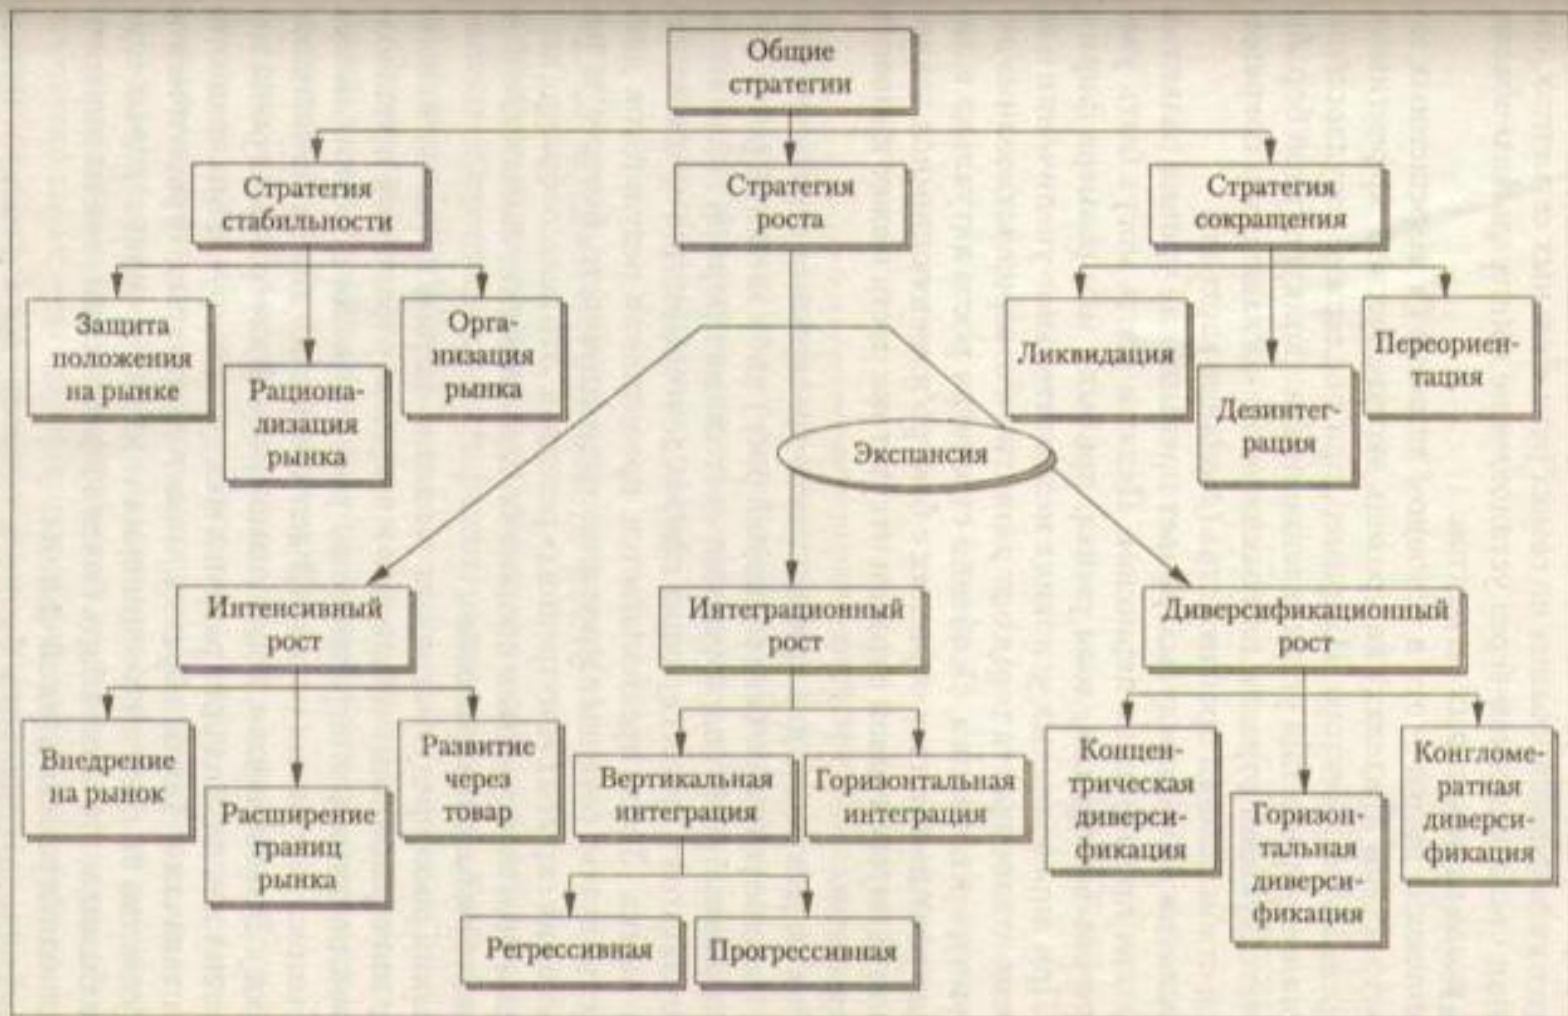 Общие
стратегии
Стратегия
стабильности
Стратегия
роста
Стратегия
сокращения
Защита
положения
на рынке
Рациона-
лизация
рынка
Орга-
низация
рынка
Ликвидация
Дезинтег-
рация
Переориен-
тация
Экспансия
Интенсивный
рост
Интеграционный
рост
Диверсификационный
рост
Внедрение
на рынок
Расширение
границ
рынка
Развитие
через
товар
Вертикальная
интеграция
Горизонтальная
интеграция
Регрессивная
Прогрессивная
Концен-
трическая
диверси-
фикация
Горизон-
тальная
диверси-
фикация
Конгломе-
ратная
диверси-
фикация